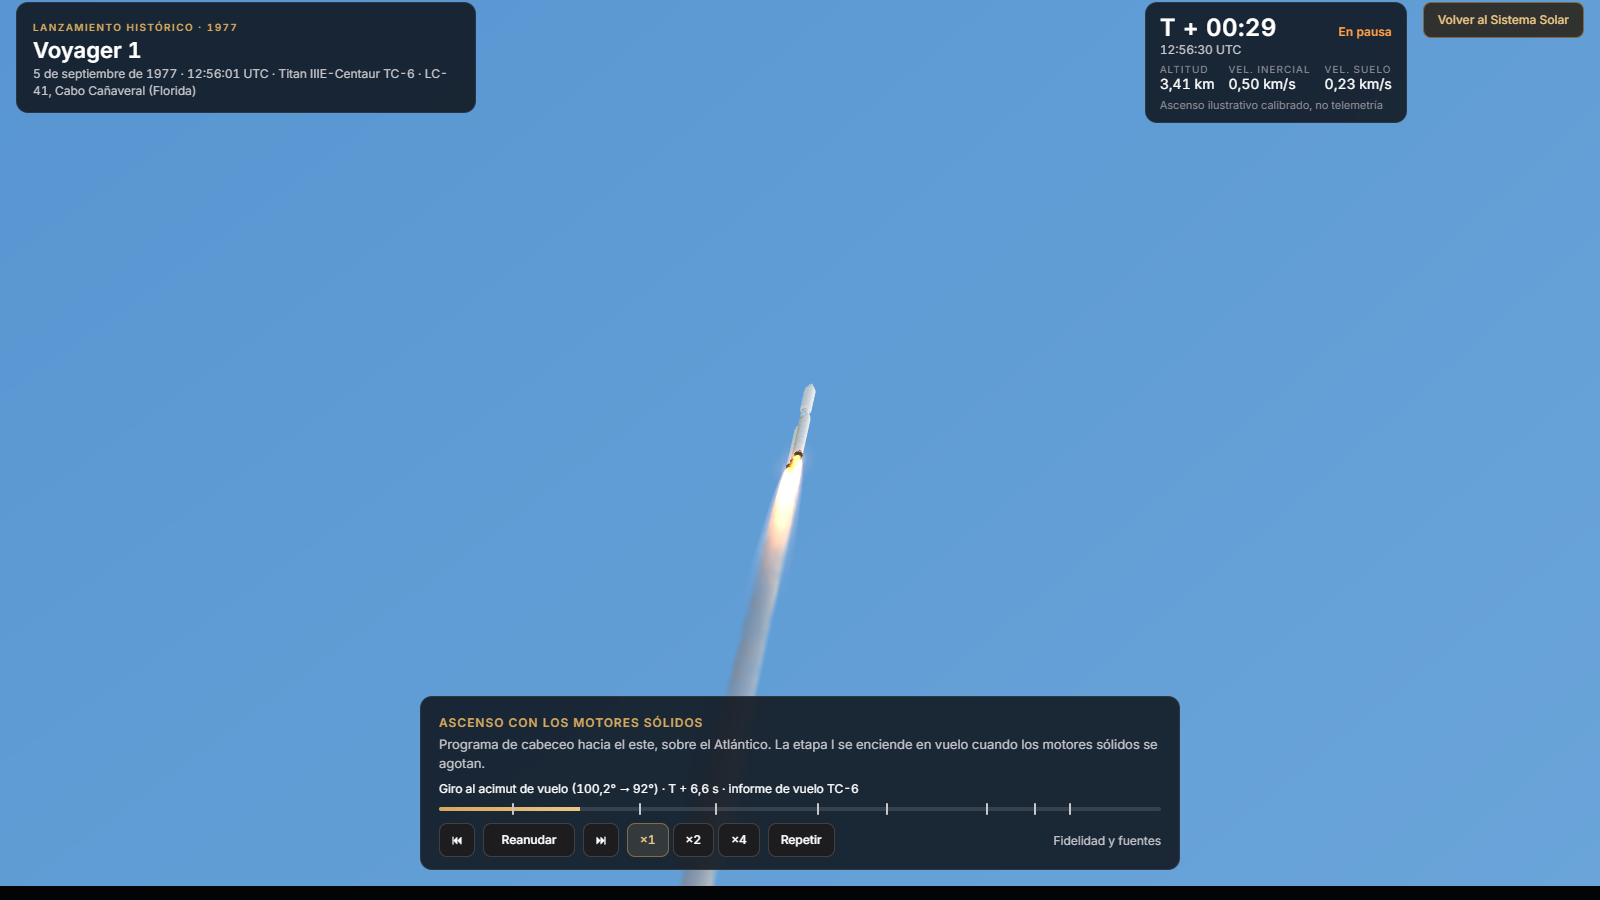 LANZAMIENTO HISTÓRICO · 1977
Voyager 1
5 de septiembre de 1977 · 12:56:01 UTC · Titan IIIE-Centaur TC-6 · LC-
41, Cabo Cañaveral (Florida)
T + 00:29
En pausa
12:56:30 UTC
ALTITUD VEL. INERCIAL VEL. SUELO
3,41 km 0,50 km/s 0,23 km/s
Ascenso ilustrativo calibrado, no telemetría
Volver al Sistema Solar
ASCENSO CON LOS MOTORES SÓLIDOS
Programa de cabeceo hacia el este, sobre el Atlántico. La etapa I se enciende en vuelo cuando los motores sólidos se
agotan.
Giro al acimut de vuelo (100,2° → 92°) · T + 6,6 s · informe de vuelo TC-6
Reanudar ×1 ×2 ×4 Repetir Fidelidad y fuentes